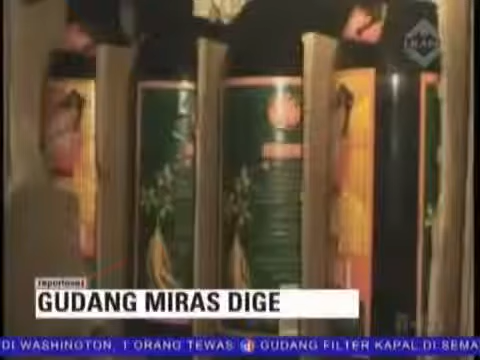 reportase
GUDANG MIRAS DIGE
DI WASHINGTON, 1 ORANG TEWAS GUDANG FILTER KAPAL DI SEMA